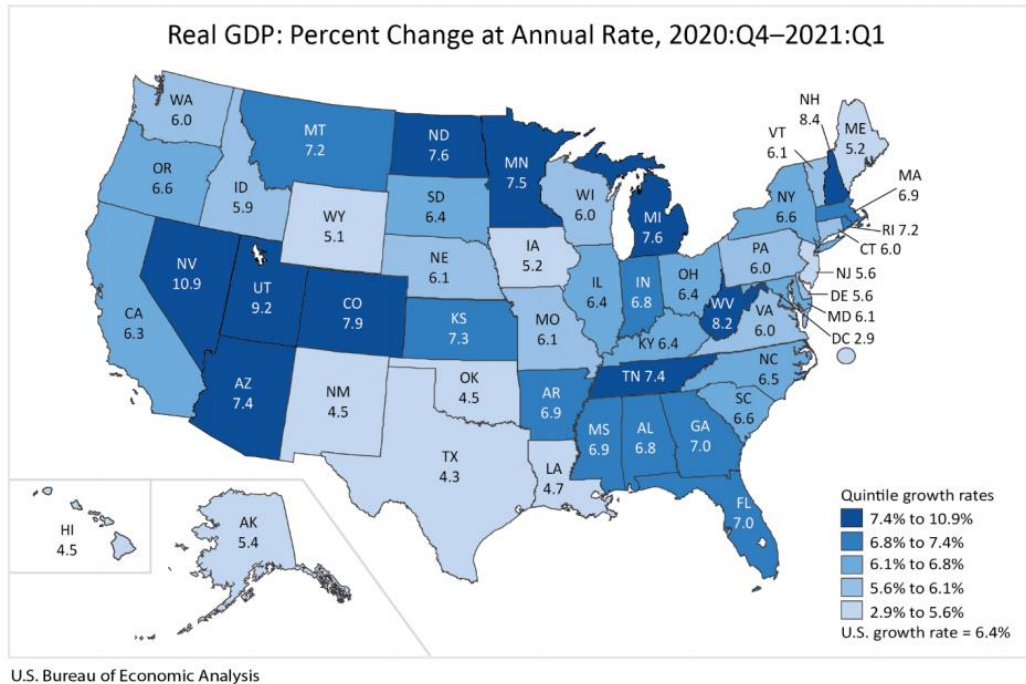 Real GDP: Percent Change at Annual Rate, 2020:Q4–2021:Q1
WA
6.0
MT
7.2
ND
7.6
MN
7.5
NH
8.4
VT
6.1
ME
5.2
OR
6.6
ID
5.9
WY
5.1
SD
6.4
WI
6.0
MI
7.6
NY
6.6
MA
6.9
RI 7.2
CT 6.0
NV
10.9
UT
9.2
CO
7.9
NE
6.1
IA
5.2
IL
6.4
IN
6.8
OH
6.4
PA
6.0
NJ 5.6
DE 5.6
MD 6.1
DC 2.9
CA
6.3
KS
7.3
MO
6.1
KY 6.4
WV
8.2
VA
6.0
AZ
7.4
NM
4.5
OK
4.5
AR
6.9
TN 7.4
NC
6.5
SC
6.6
TX
4.3
LA
4.7
MS
6.9
AL
6.8
GA
7.0
FL
7.0
HI
4.5
AK
5.4
Quintile growth rates
7.4% to 10.9%
6.8% to 7.4%
6.1% to 6.8%
5.6% to 6.1%
2.9% to 5.6%
U.S. growth rate = 6.4%
U.S. Bureau of Economic Analysis